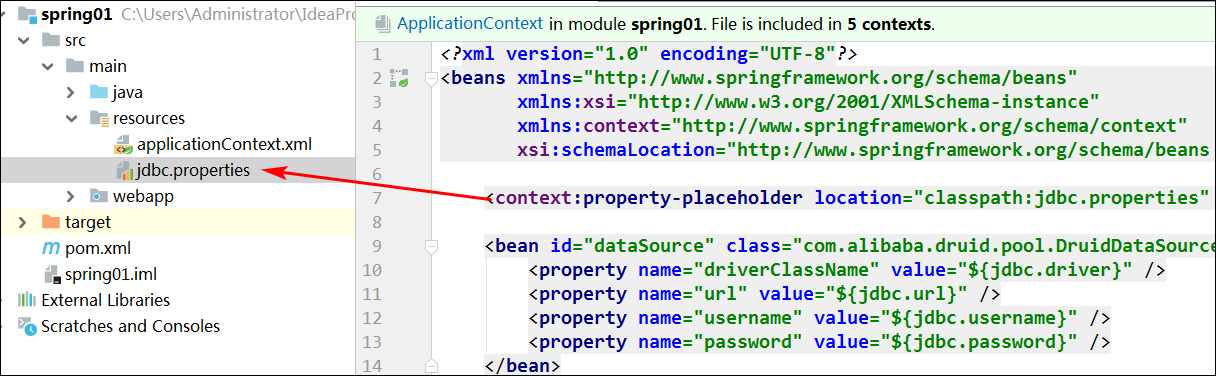 spring01 C:\Users\Administrator\IdeaPro
src
main
java
resources
applicationContext.xml
jdbc.properties
webapp
target
pom.xml
spring01.iml
External Libraries
Scratches and Consoles
ApplicationContext in module spring01. File is included in 5 contexts.
1 <?xml version="1.0" encoding="UTF-8"?>
2 <beans xmlns="http://www.springframework.org/schema/beans"
3 xmlns:xsi="http://www.w3.org/2001/XMLSchema-instance"
4 xmlns:context="http://www.springframework.org/schema/context"
5 xsi:schemaLocation="http://www.springframework.org/schema/beans
6
7 <context:property-placeholder location="classpath:jdbc.properties"
8
9 <bean id="dataSource" class="com.alibaba.druid.pool.DruidDataSource
10 <property name="driverClassName" value="${jdbc.driver}" />
11 <property name="url" value="${jdbc.url}" />
12 <property name="username" value="${jdbc.username}" />
13 <property name="password" value="${jdbc.password}" />
14 </bean>